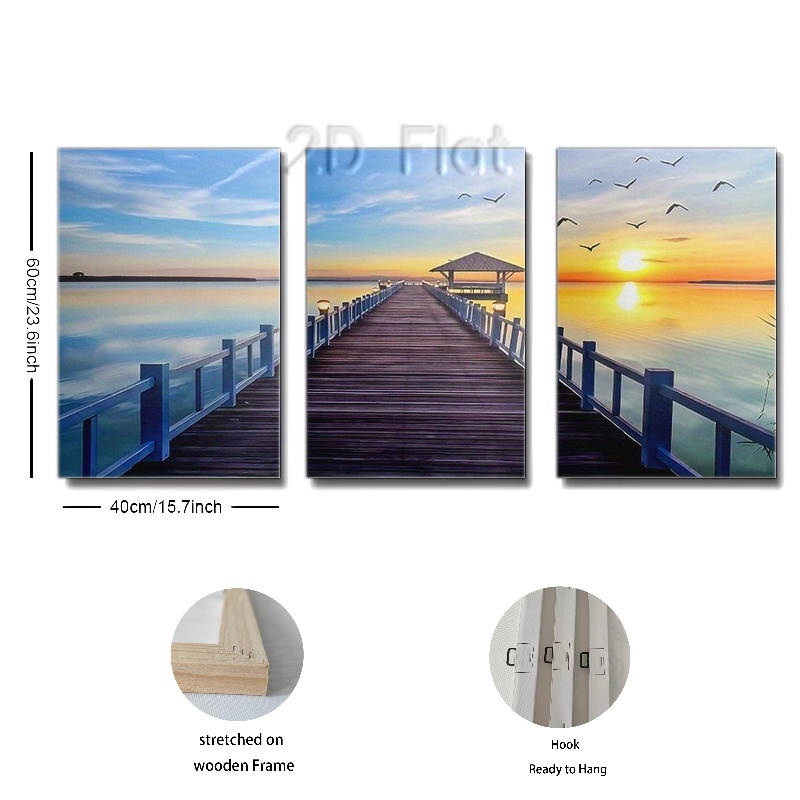 2D Flat
60cm/23.6inch
40cm/15.7inch
stretched on
wooden Frame
Hook
Ready to Hang